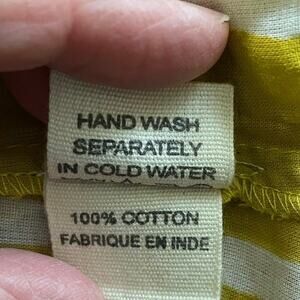 HAND WASH
SEPARATELY
IN COLD WATER
100% COTTON
FABRIQUE EN INDE